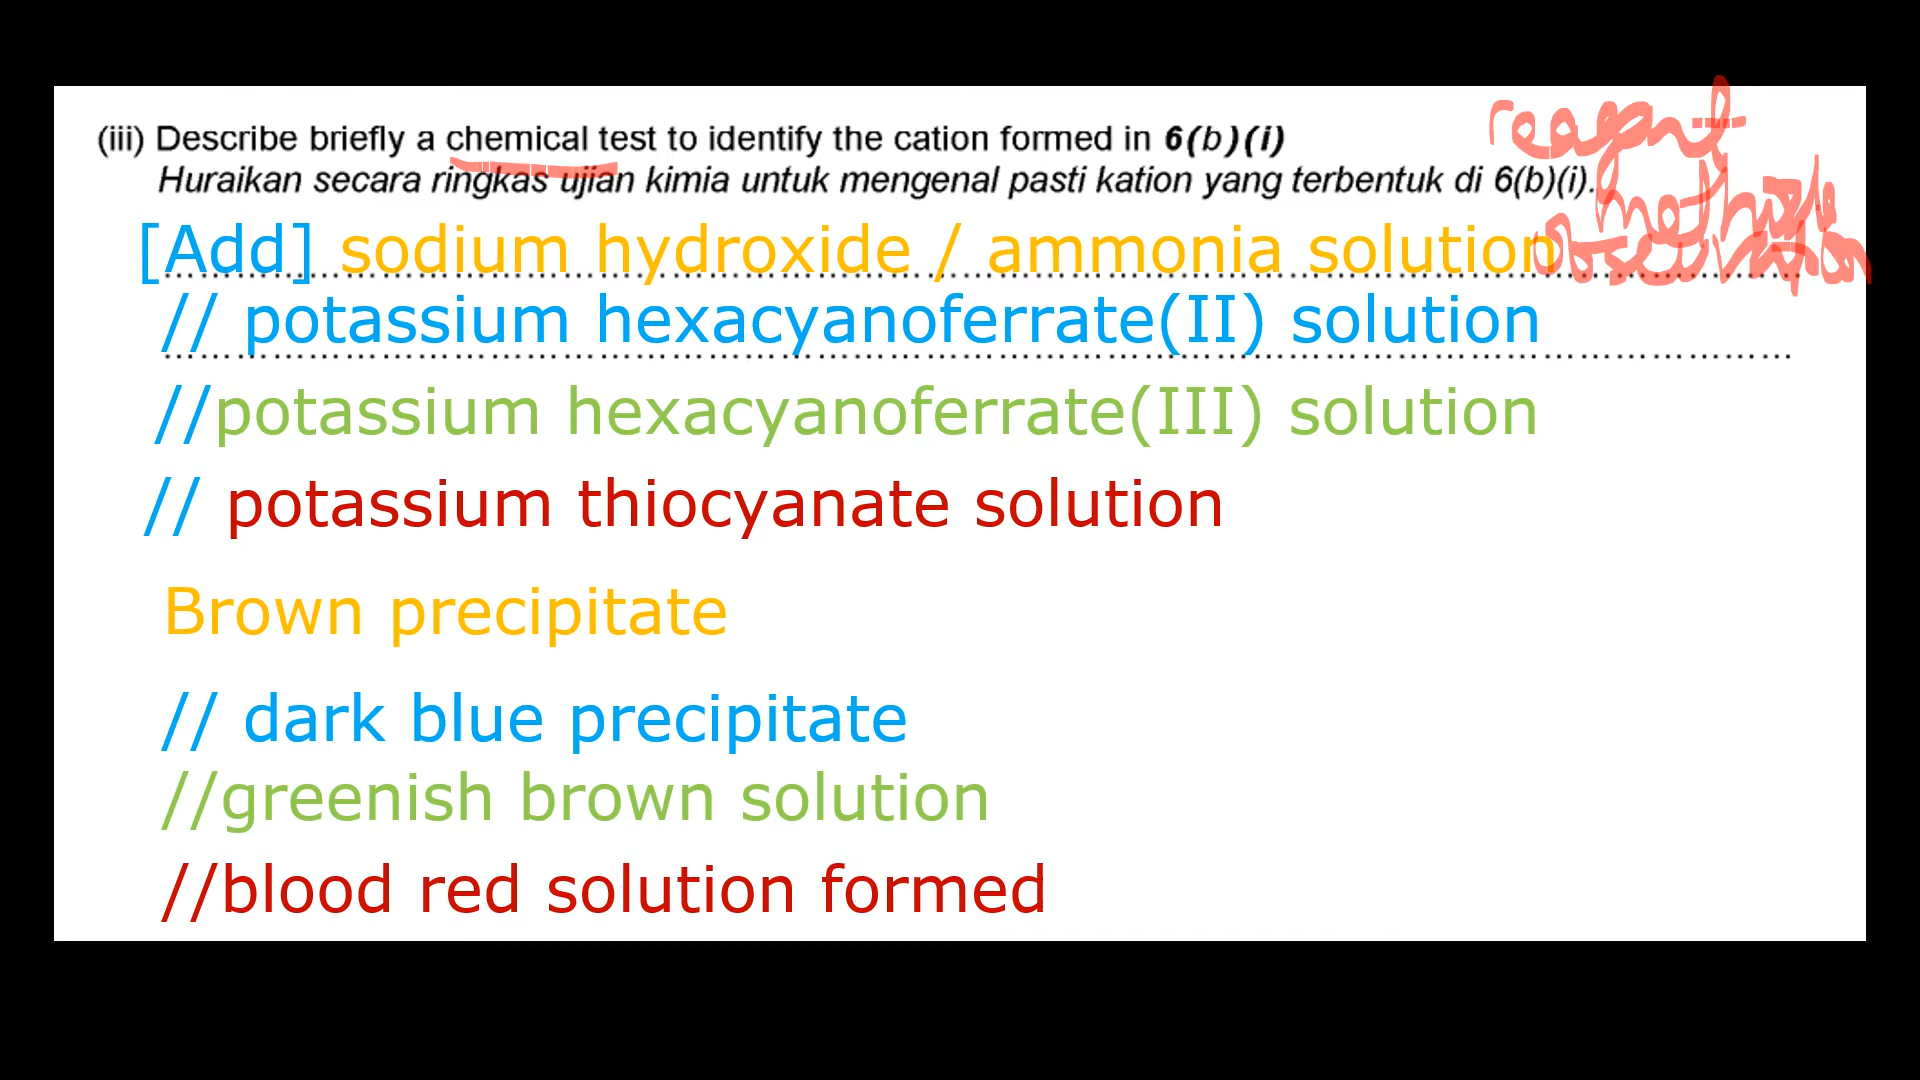 (iii) Describe briefly a chemical test to identify the cation formed in 6(b)(i)
Huraikan secara ringkas ujian kimia untuk mengenal pasti kation yang terbentuk di 6(b)(i).
reagent
[Add] sodium hydroxide / ammonia solution
// potassium hexacyanoferrate(II) solution
//potassium hexacyanoferrate(III) solution
// potassium thiocyanate solution
Brown precipitate
// dark blue precipitate
//greenish brown solution
//blood red solution formed